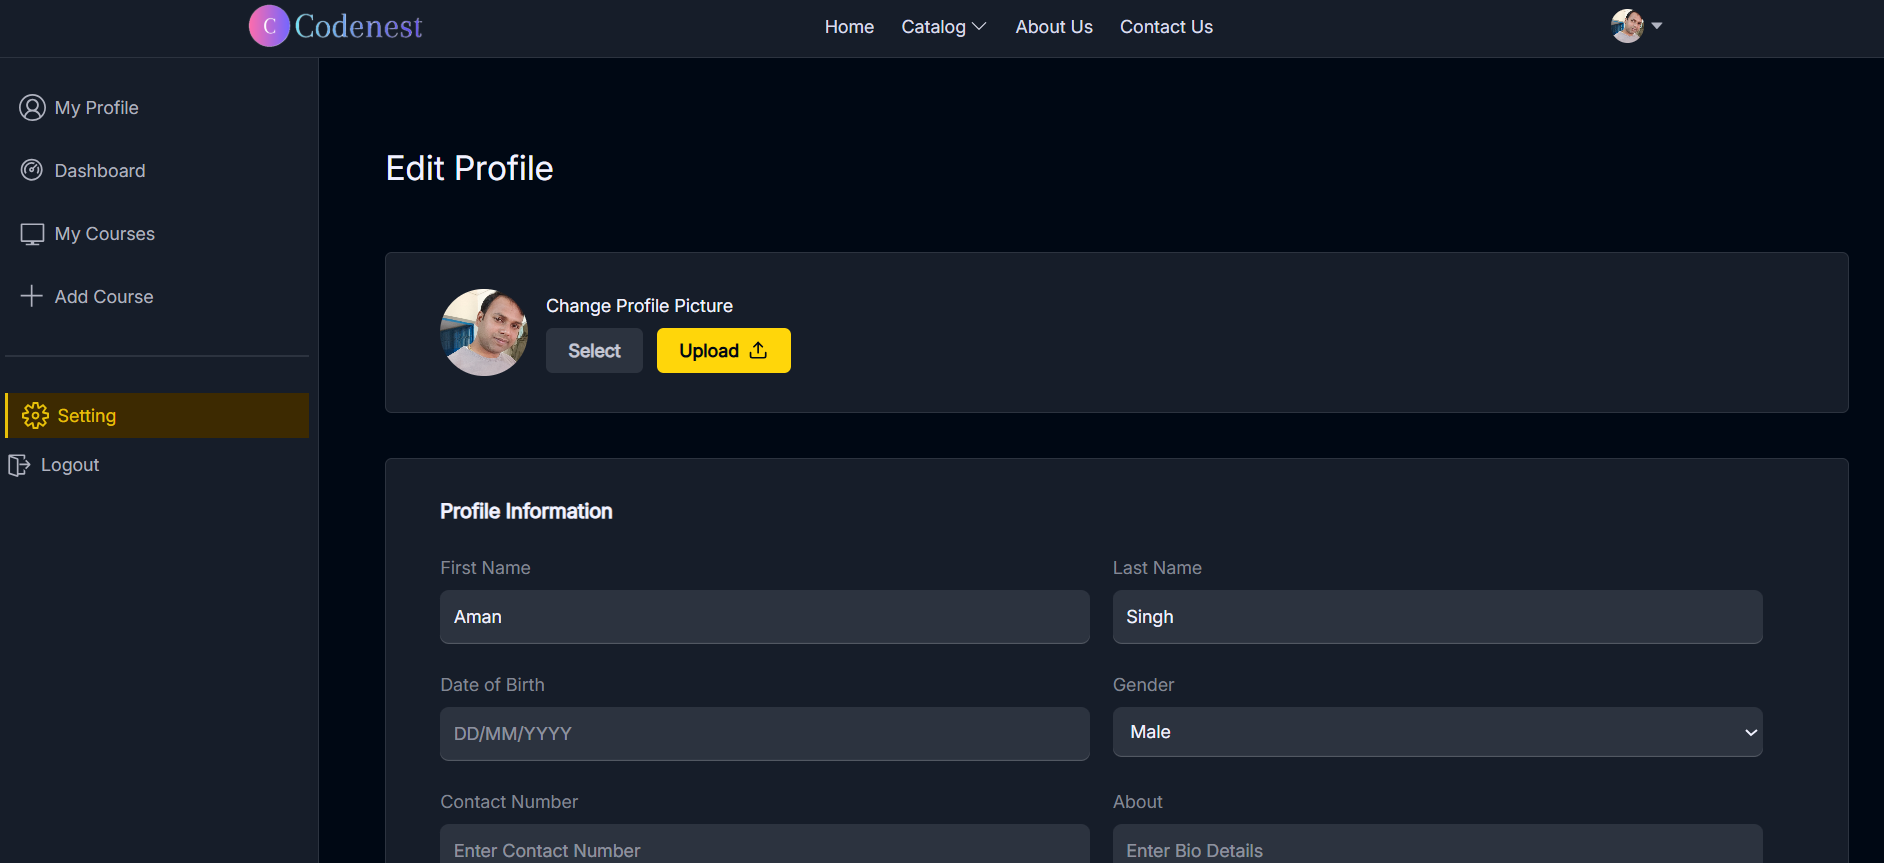 C Codenest
Home Catalog About Us Contact Us
My Profile
Dashboard
My Courses
Add Course
Setting
Logout
Edit Profile
Change Profile Picture
Select Upload
Profile Information
First Name Last Name
Aman Singh
Date of Birth Gender
DD/MM/YYYY Male
Contact Number About
Enter Contact Number Enter Bio Details